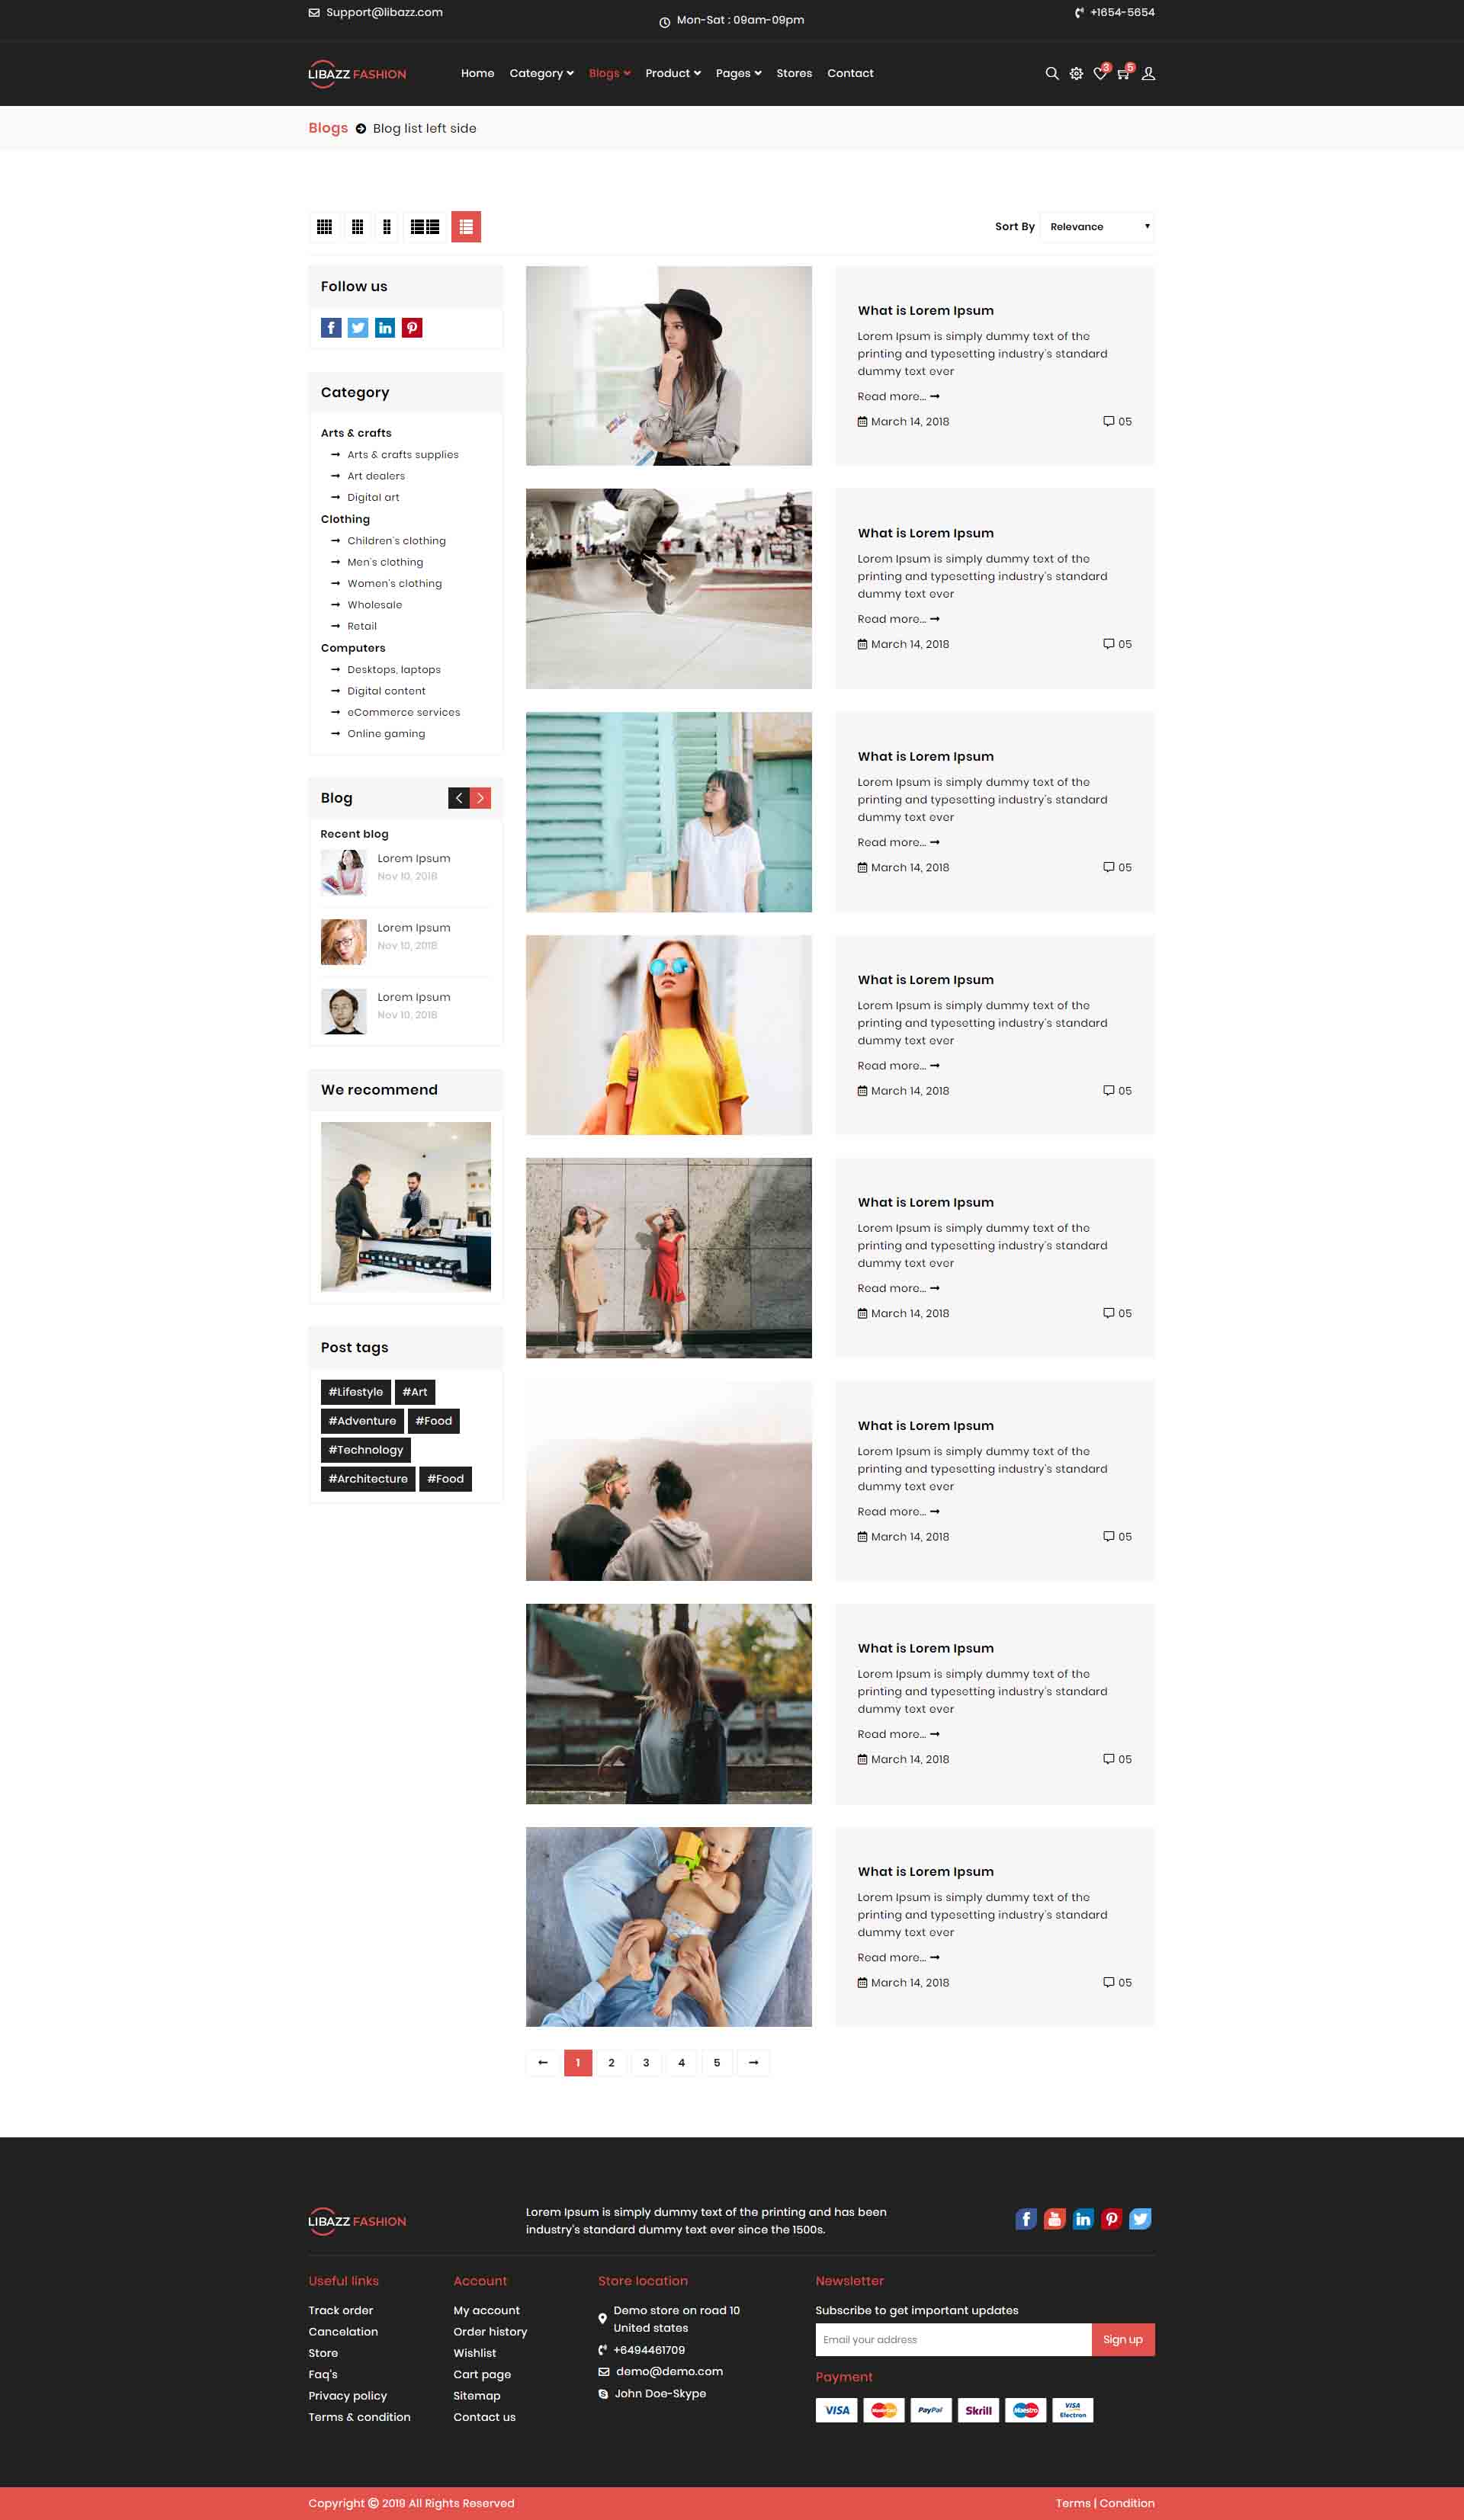 Support@libazz.com
Mon-Sat : 09am-09pm
+1654-5654
LIBAZZ FASHION
Home Category Blogs Product Pages Stores Contact
3 5
Blogs Blog list left side
Sort By Relevance
Follow us
Category
Arts & crafts
Arts & crafts supplies
Art dealers
Digital art
Clothing
Children's clothing
Men's clothing
Women's clothing
Wholesale
Retail
Computers
Desktops, laptops
Digital content
eCommerce services
Online gaming
Blog
Recent blog
Lorem Ipsum
Nov 10, 2018
Lorem Ipsum
Nov 10, 2018
Lorem Ipsum
Nov 10, 2018
We recommend
Post tags
#Lifestyle #Art
#Adventure #Food
#Technology
#Architecture #Food
What is Lorem Ipsum
Lorem Ipsum is simply dummy text of the
printing and typesetting industry's standard
dummy text ever
Read more...
March 14, 2018 05
What is Lorem Ipsum
Lorem Ipsum is simply dummy text of the
printing and typesetting industry's standard
dummy text ever
Read more...
March 14, 2018 05
What is Lorem Ipsum
Lorem Ipsum is simply dummy text of the
printing and typesetting industry's standard
dummy text ever
Read more...
March 14, 2018 05
What is Lorem Ipsum
Lorem Ipsum is simply dummy text of the
printing and typesetting industry's standard
dummy text ever
Read more...
March 14, 2018 05
What is Lorem Ipsum
Lorem Ipsum is simply dummy text of the
printing and typesetting industry's standard
dummy text ever
Read more...
March 14, 2018 05
What is Lorem Ipsum
Lorem Ipsum is simply dummy text of the
printing and typesetting industry's standard
dummy text ever
Read more...
March 14, 2018 05
What is Lorem Ipsum
Lorem Ipsum is simply dummy text of the
printing and typesetting industry's standard
dummy text ever
Read more...
March 14, 2018 05
What is Lorem Ipsum
Lorem Ipsum is simply dummy text of the
printing and typesetting industry's standard
dummy text ever
Read more...
March 14, 2018 05
1 2 3 4 5
LIBAZZ FASHION
Lorem Ipsum is simply dummy text of the printing and has been
industry's standard dummy text ever since the 1500s.
Useful links
Track order
Cancelation
Store
Faq's
Privacy policy
Terms & condition
Account
My account
Order history
Wishlist
Cart page
Sitemap
Contact us
Store location
Demo store on road 10
United states
+6494461709
demo@demo.com
John Doe-Skype
Newsletter
Subscribe to get important updates
Email your address Sign up
Payment
VISA MasterCard PayPal Skrill Maestro VISA Electron
Copyright © 2019 All Rights Reserved
Terms | Condition